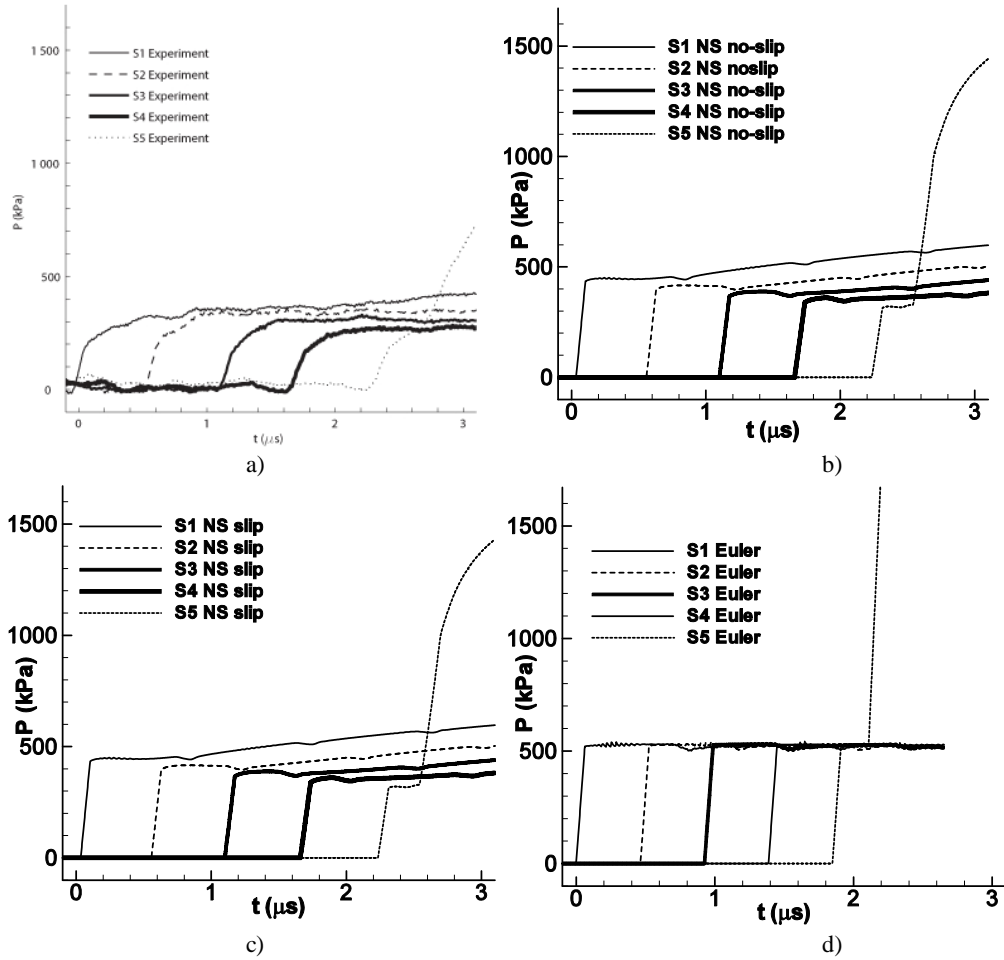 1 500
1 000
500
0
P (kPa)
S1 Experiment
S2 Experiment
S3 Experiment
S4 Experiment
S5 Experiment
0
1
2
3
t (μs)
a)
1500
1000
500
0
P (kPa)
S1 NS no-slip
S2 NS noslip
S3 NS no-slip
S4 NS no-slip
S5 NS no-slip
0
1
2
3
t (μs)
b)
1500
1000
500
0
P (kPa)
S1 NS slip
S2 NS slip
S3 NS slip
S4 NS slip
S5 NS slip
0
1
2
3
t (μs)
c)
1500
1000
500
0
P (kPa)
S1 Euler
S2 Euler
S3 Euler
S4 Euler
S5 Euler
0
1
2
3
t (μs)
d)